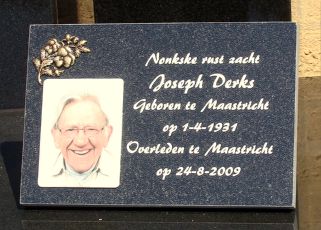 Nonkske rust zacht
Joseph Derks
Geboren te Maastricht
op 1-4-1931
Overleden te Maastricht
op 24-8-2009